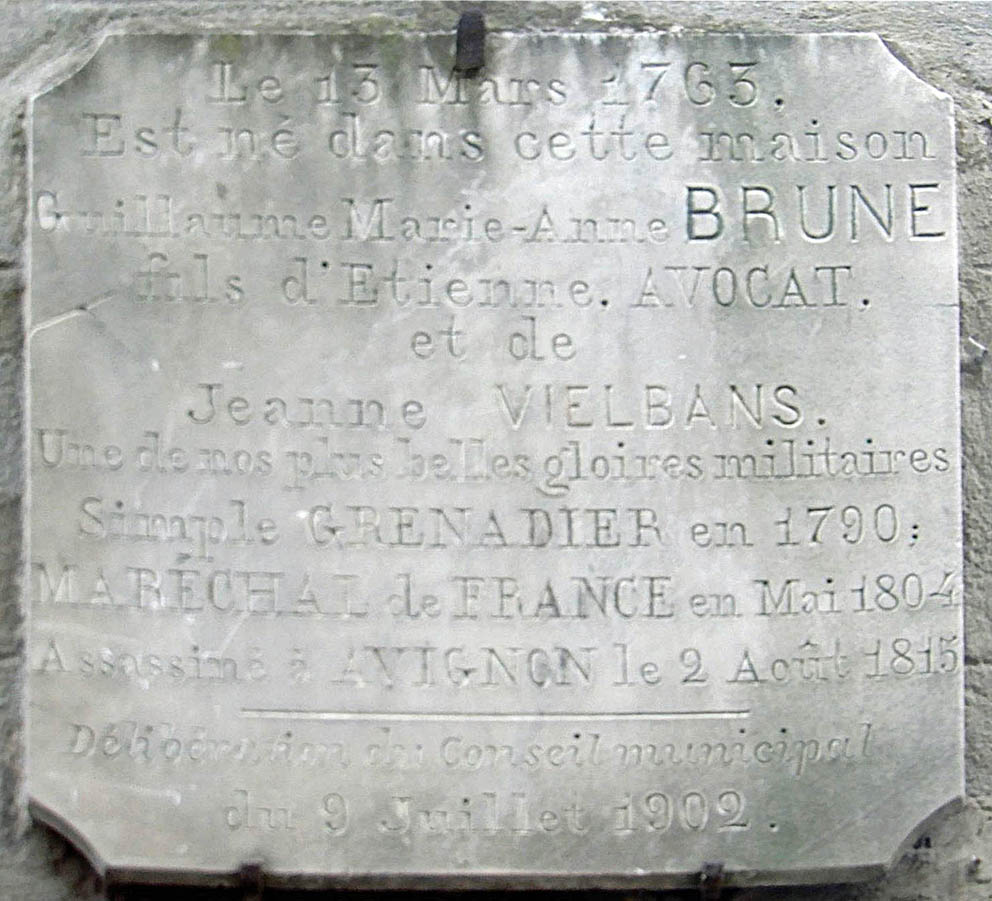 Le 13 Mars 1763.
Est né dans cette maison
Guillaume Marie-Anne BRUNE
fils d'Etienne. AVOCAT.
et de
Jeanne VIELBANS.
Une de nos plus belles gloires militaires
Simple GRENADIER en 1790;
MARÉCHAL de FRANCE en Mai 1804
Assassiné à AVIGNON le 2 Août 1815
Délibération du Conseil municipal
du 9 Juillet 1902.